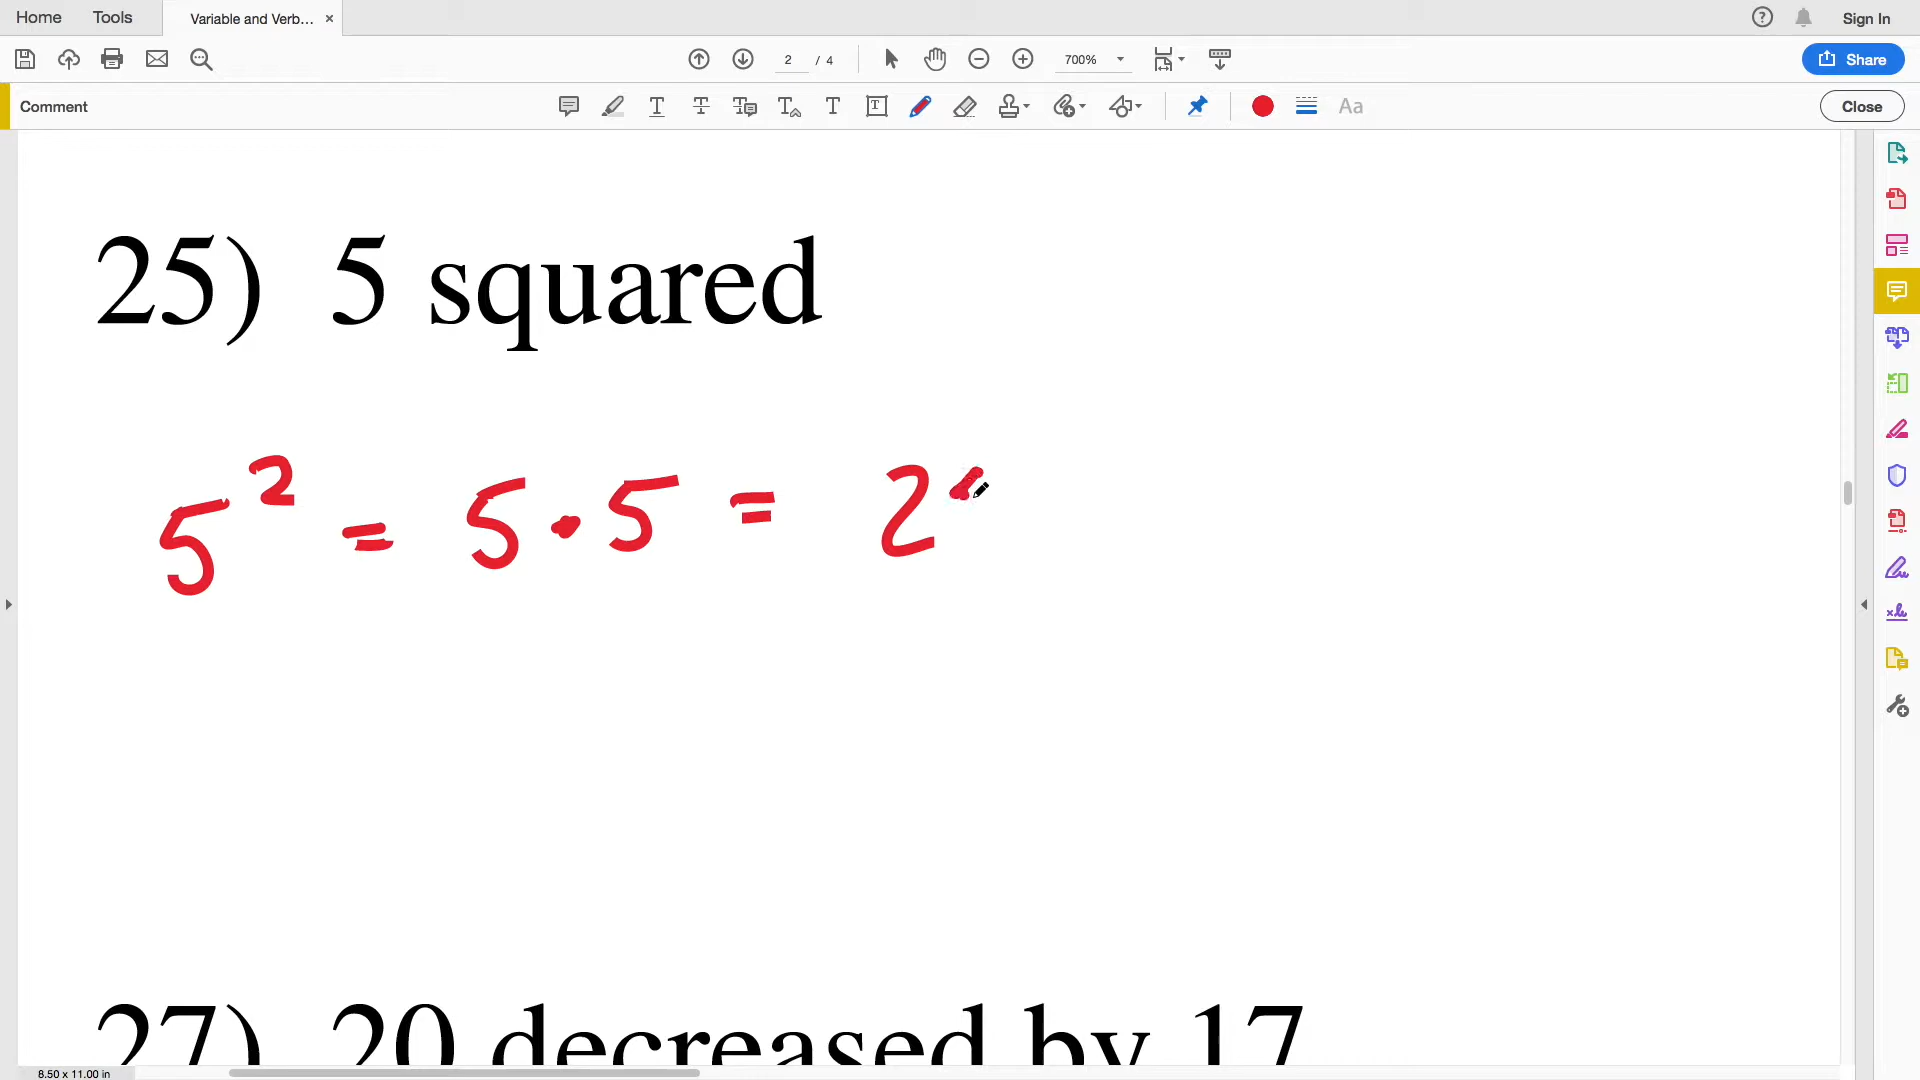 Home Tools Variable and Verb... × Sign In
2 / 4 700% Share
Comment Aa Close
25) 5 squared
5² = 5 · 5 = 2
27) 20 decreased by 17
8.50 x 11.00 in